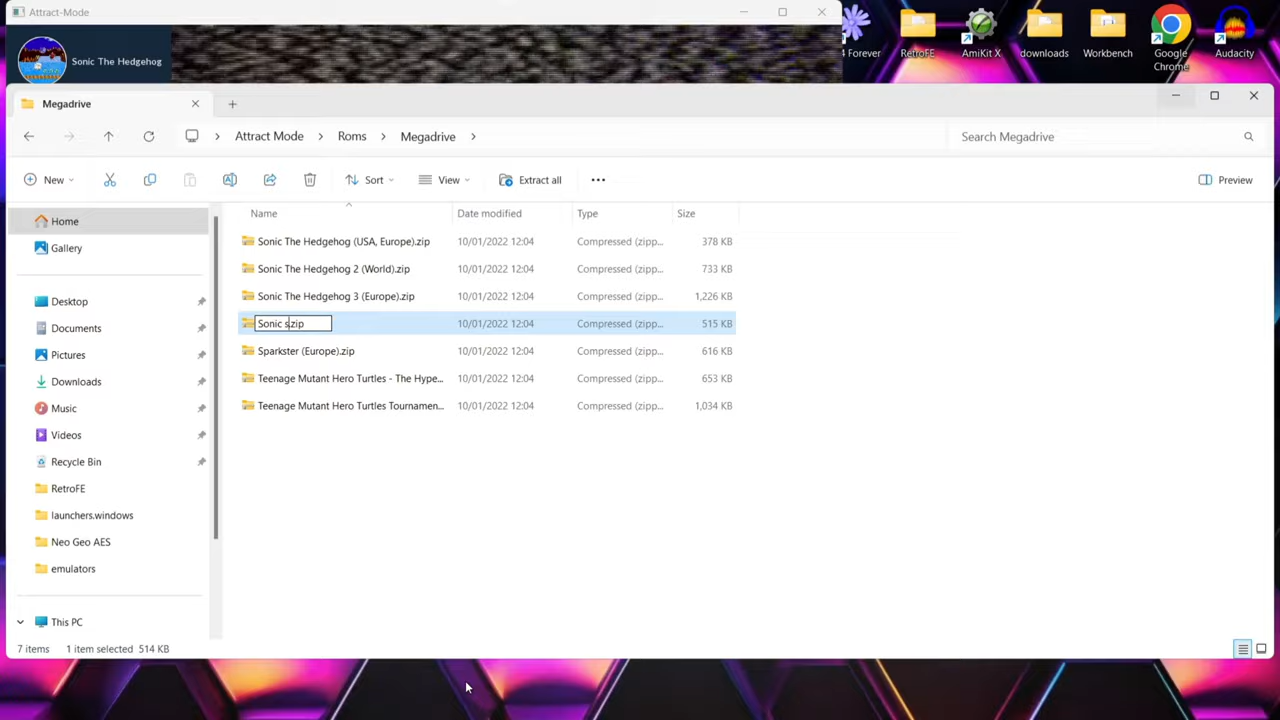 Attract-Mode
Sonic The Hedgehog
4 Forever
RetroFE
AmiKit X
downloads
Workbench
Google
Chrome
Audacity
Megadrive
Attract Mode > Roms > Megadrive >
Search Megadrive
New
Sort
View
Extract all
Preview
Name Date modified Type Size
Home
Gallery
Desktop
Documents
Pictures
Downloads
Music
Videos
Recycle Bin
RetroFE
launchers.windows
Neo Geo AES
emulators
This PC
Sonic The Hedgehog (USA, Europe).zip 10/01/2022 12:04 Compressed (zipp... 378 KB
Sonic The Hedgehog 2 (World).zip 10/01/2022 12:04 Compressed (zipp... 733 KB
Sonic The Hedgehog 3 (Europe).zip 10/01/2022 12:04 Compressed (zipp... 1,226 KB
Sonic s.zip 10/01/2022 12:04 Compressed (zipp... 515 KB
Sparkster (Europe).zip 10/01/2022 12:04 Compressed (zipp... 616 KB
Teenage Mutant Hero Turtles - The Hype... 10/01/2022 12:04 Compressed (zipp... 653 KB
Teenage Mutant Hero Turtles Tournamen... 10/01/2022 12:04 Compressed (zipp... 1,034 KB
7 items 1 item selected 514 KB